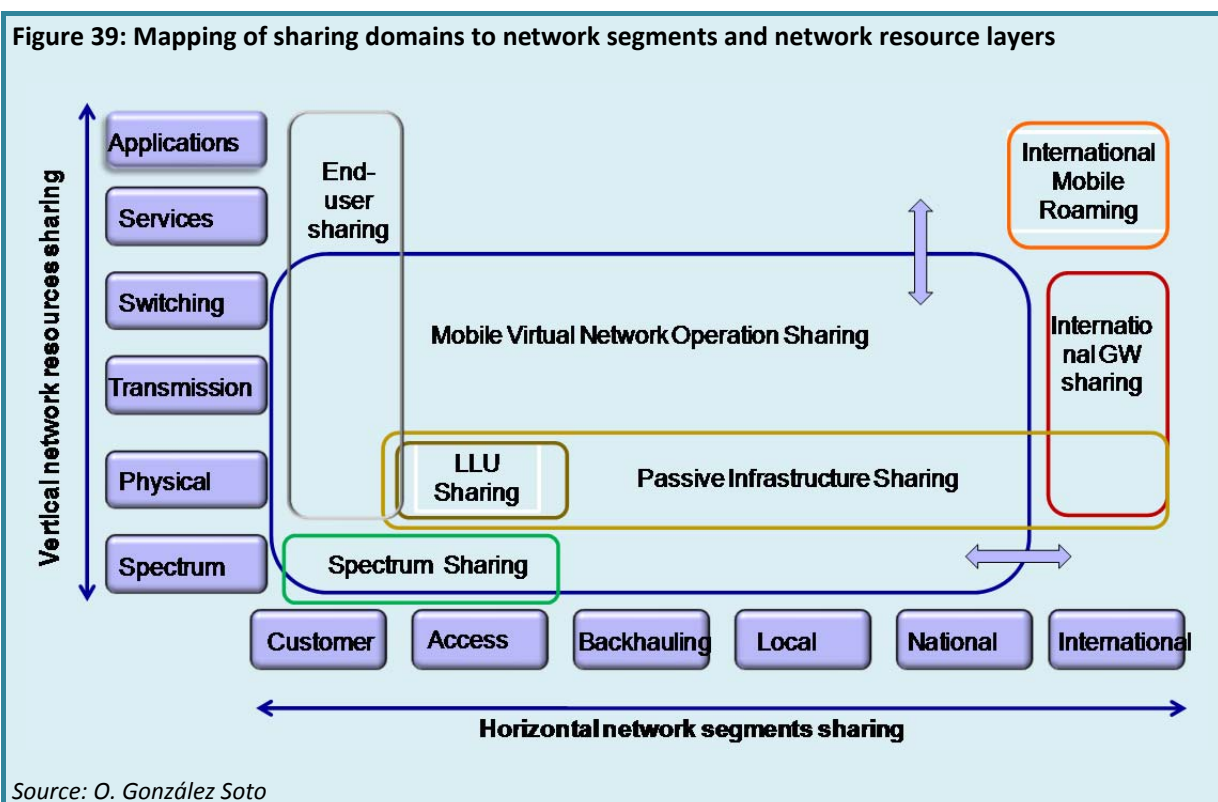 Figure 39: Mapping of sharing domains to network segments and network resource layers
Vertical network resources sharing
Applications
Services
Switching
Transmission
Physical
Spectrum
End-
user
sharing
International
Mobile
Roaming
Mobile Virtual Network Operation Sharing
Internatio
nal GW
sharing
LLU
Sharing
Passive Infrastructure Sharing
Spectrum Sharing
Customer
Access
Backhauling
Local
National
International
Horizontal network segments sharing
Source: O. González Soto